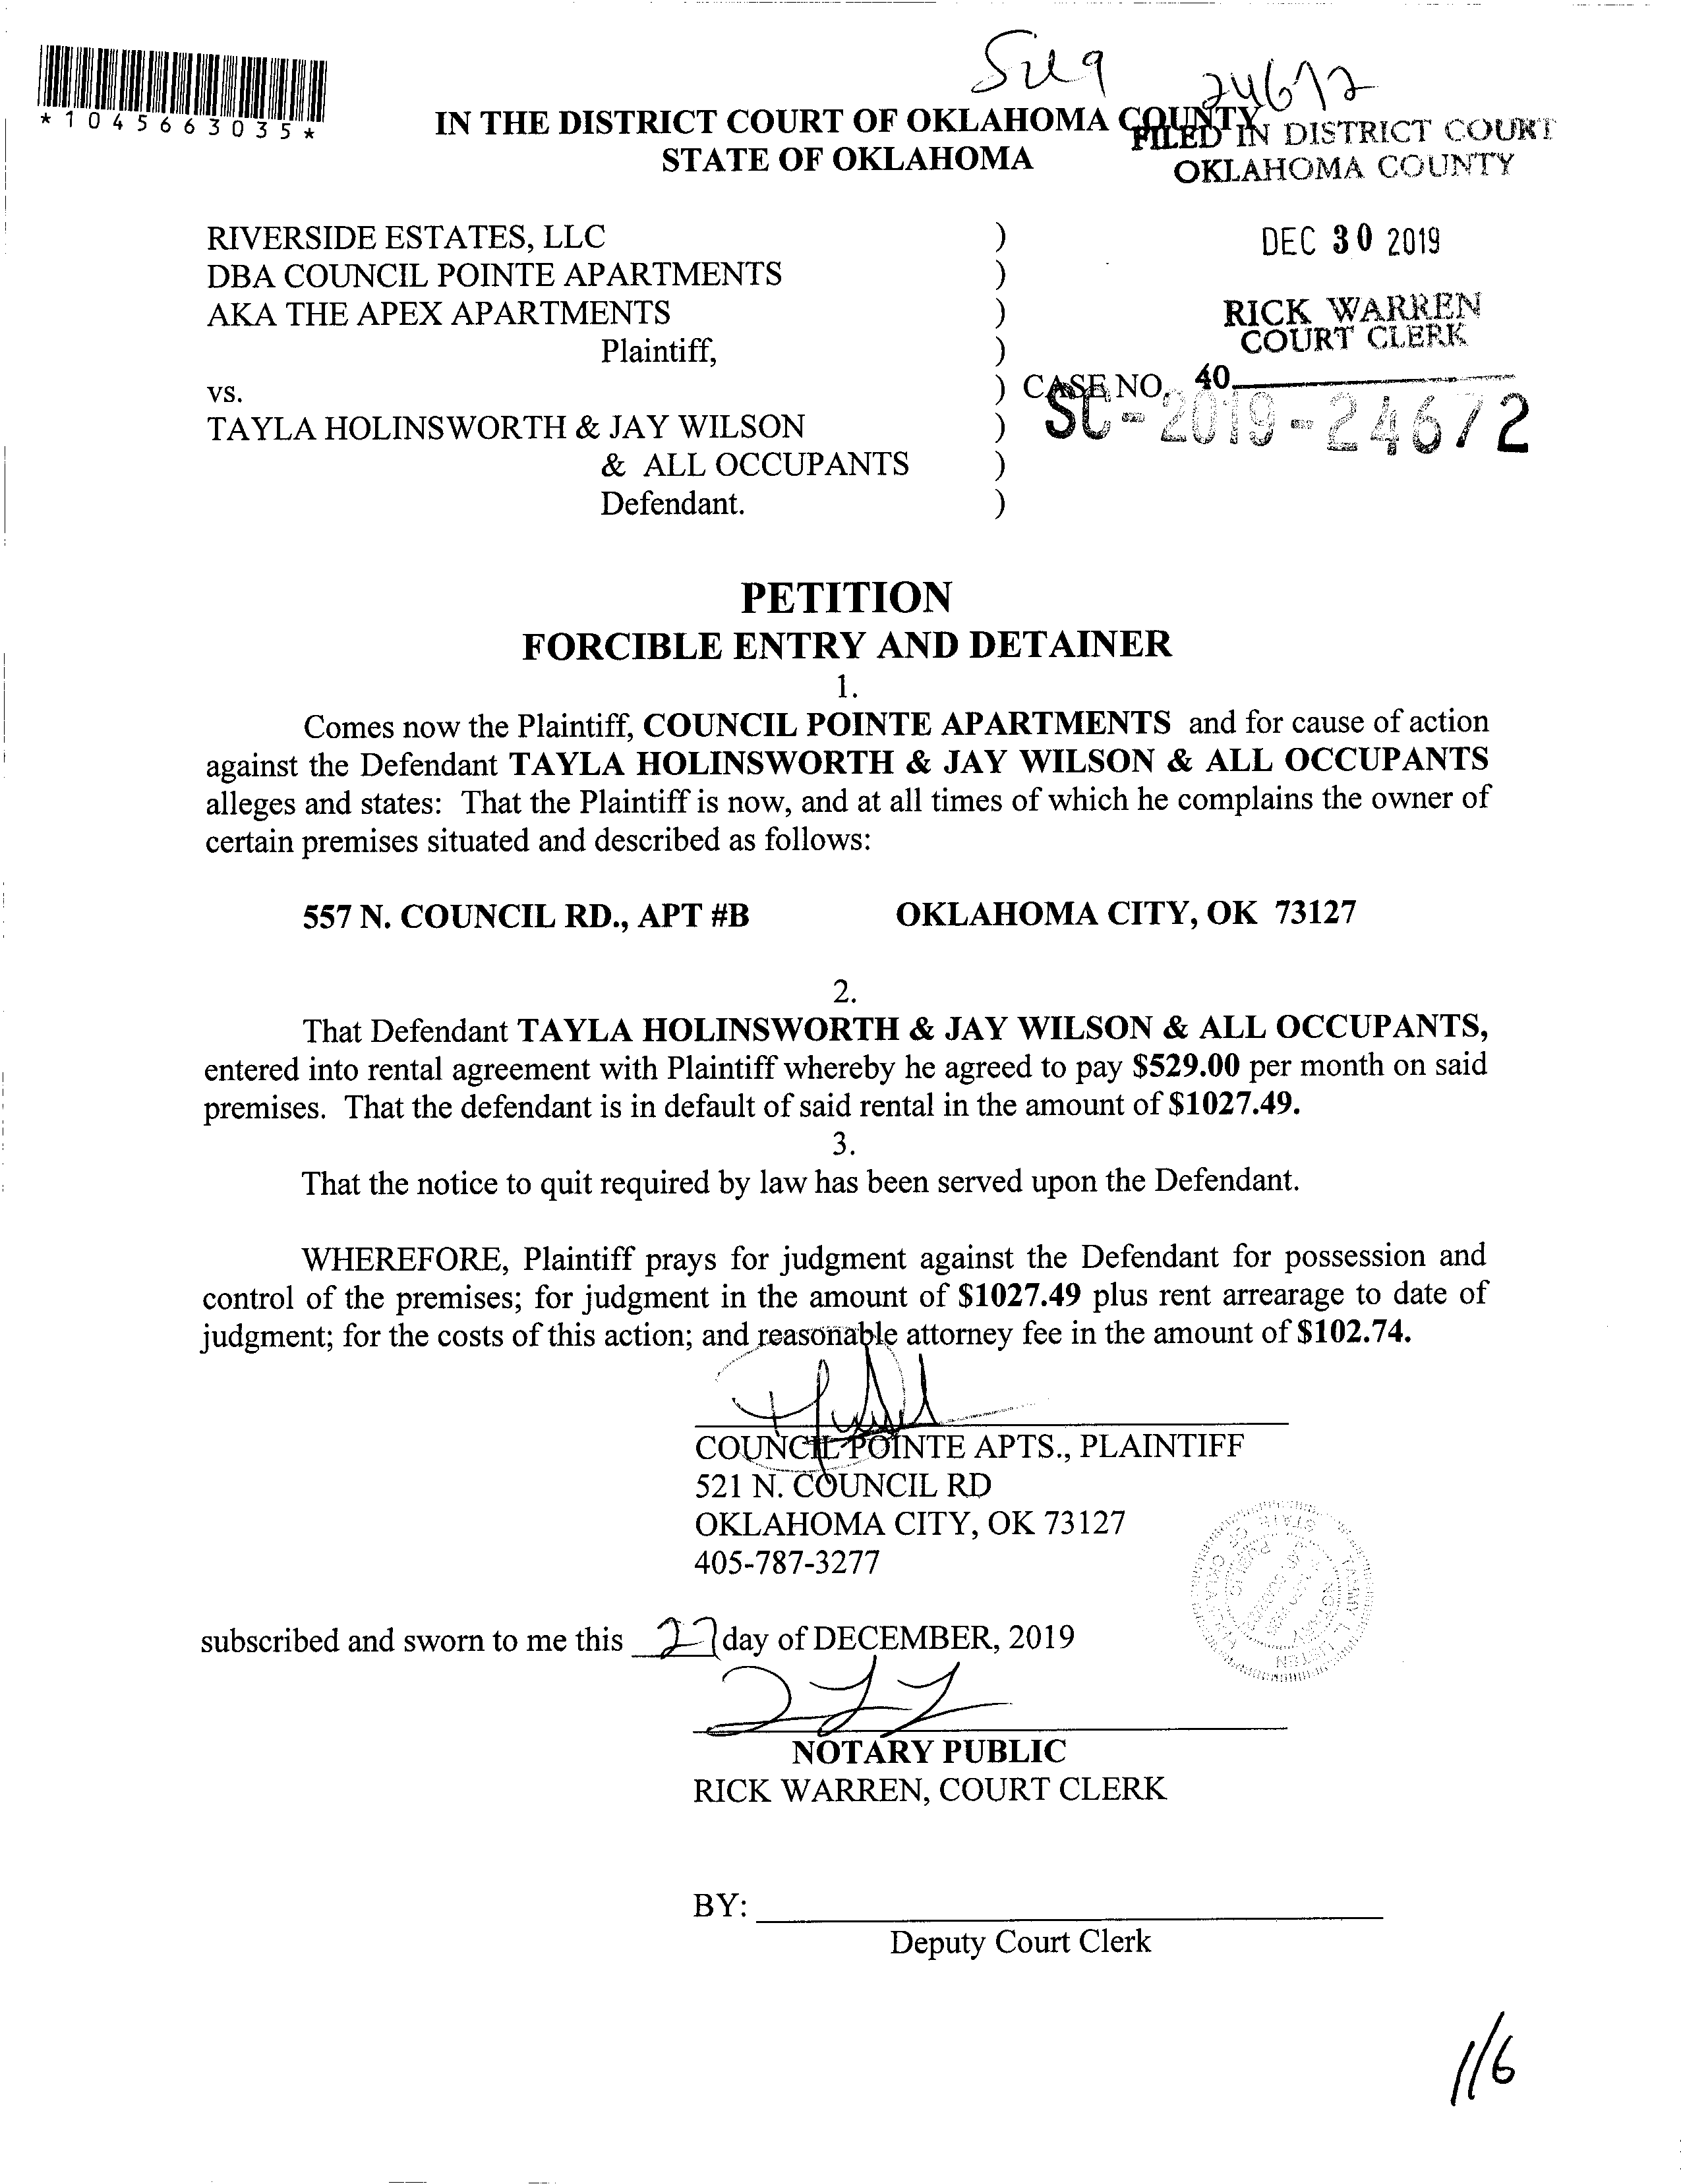 *1045663035*
24672
IN THE DISTRICT COURT OF OKLAHOMA COUNTY
STATE OF OKLAHOMA
FILED IN DISTRICT COURT
OKLAHOMA COUNTY
DEC 30 2019
RICK WARREN
COURT CLERK
40
RIVERSIDE ESTATES, LLC )
DBA COUNCIL POINTE APARTMENTS )
AKA THE APEX APARTMENTS )
Plaintiff, )
vs. ) CASE NO. SC-2019-24672
TAYLA HOLINSWORTH & JAY WILSON )
& ALL OCCUPANTS )
Defendant. )
PETITION
FORCIBLE ENTRY AND DETAINER
1.
Comes now the Plaintiff, COUNCIL POINTE APARTMENTS and for cause of action
against the Defendant TAYLA HOLINSWORTH & JAY WILSON & ALL OCCUPANTS
alleges and states: That the Plaintiff is now, and at all times of which he complains the owner of
certain premises situated and described as follows:
557 N. COUNCIL RD., APT #B OKLAHOMA CITY, OK 73127
2.
That Defendant TAYLA HOLINSWORTH & JAY WILSON & ALL OCCUPANTS,
entered into rental agreement with Plaintiff whereby he agreed to pay $529.00 per month on said
premises. That the defendant is in default of said rental in the amount of $1027.49.
3.
That the notice to quit required by law has been served upon the Defendant.
WHEREFORE, Plaintiff prays for judgment against the Defendant for possession and
control of the premises; for judgment in the amount of $1027.49 plus rent arrearage to date of
judgment; for the costs of this action; and reasonable attorney fee in the amount of $102.74.
COUNCIL POINTE APTS., PLAINTIFF
521 N. COUNCIL RD
OKLAHOMA CITY, OK 73127
405-787-3277
subscribed and sworn to me this 27 day of DECEMBER, 2019
NOTARY PUBLIC
RICK WARREN, COURT CLERK
BY:
Deputy Court Clerk
1/6